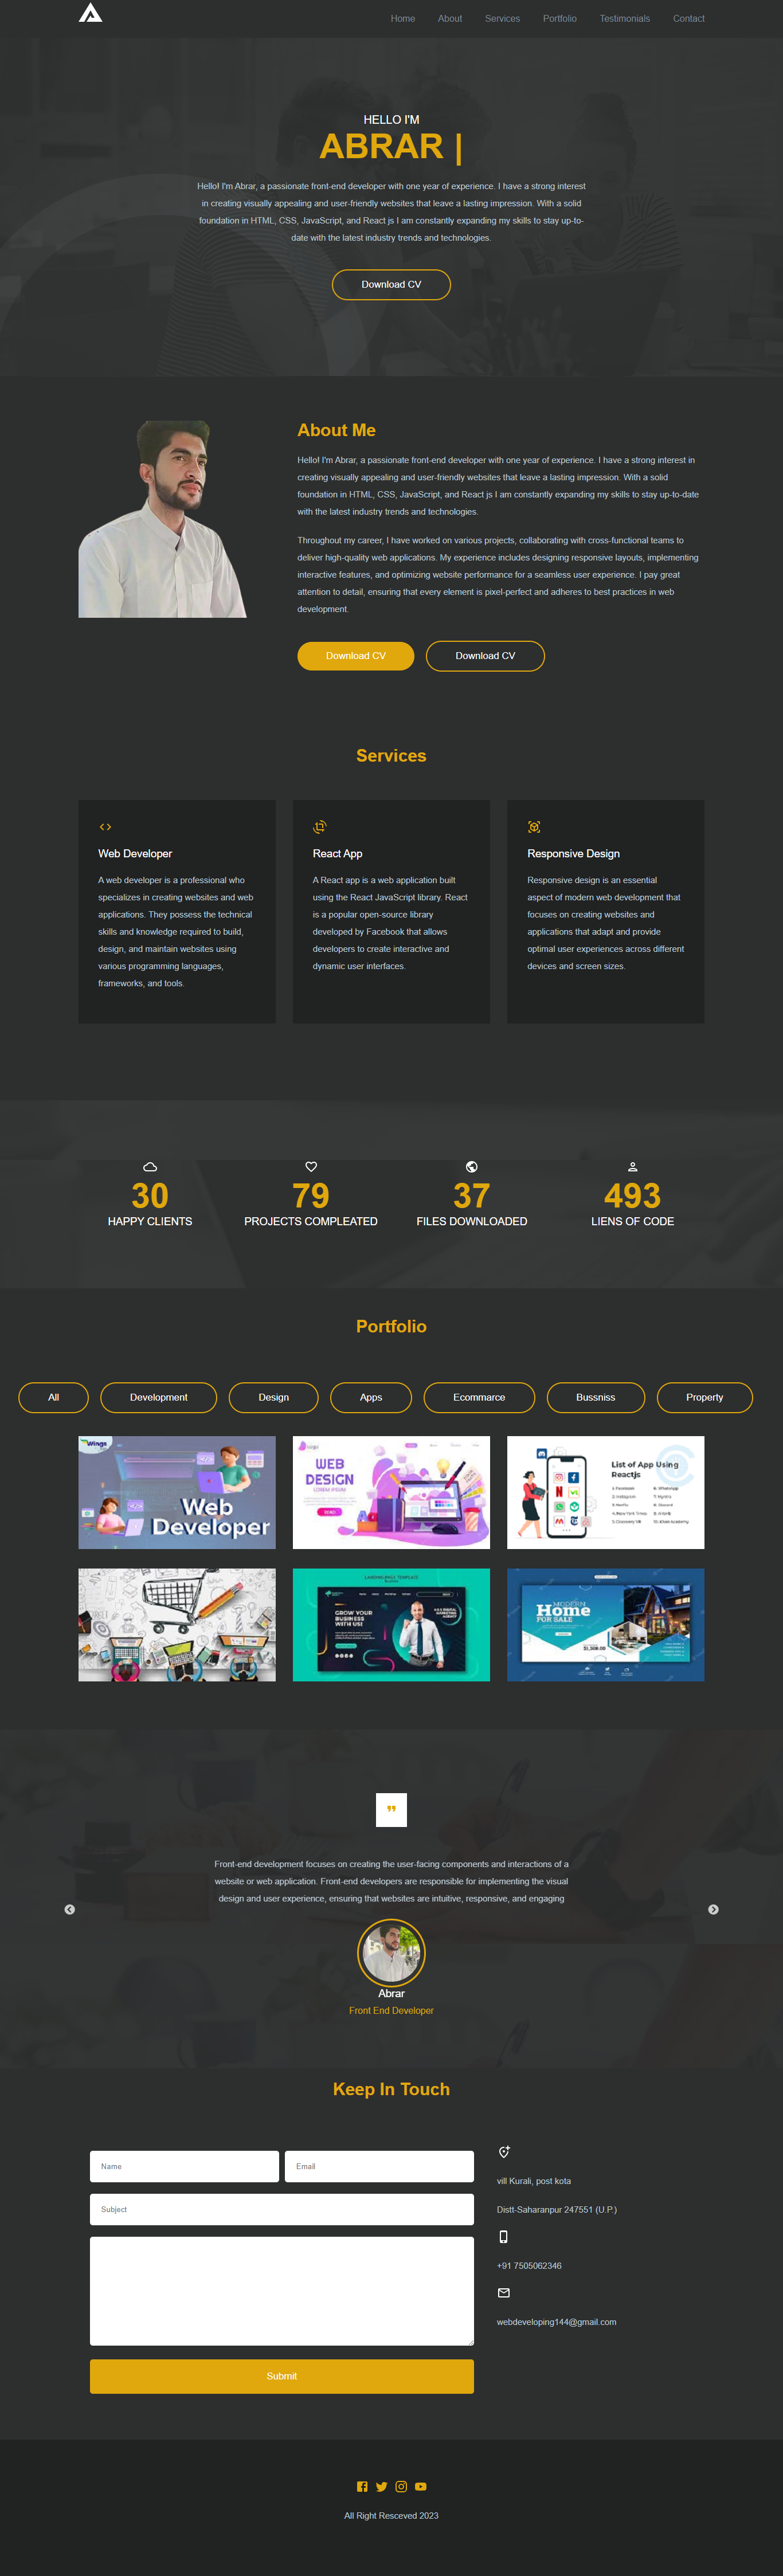 Home About Services Portfolio Testimonials Contact
HELLO I'M
ABRAR |
Hello! I'm Abrar, a passionate front-end developer with one year of experience. I have a strong interest
in creating visually appealing and user-friendly websites that leave a lasting impression. With a solid
foundation in HTML, CSS, JavaScript, and React js I am constantly expanding my skills to stay up-to-
date with the latest industry trends and technologies.
Download CV
About Me
Hello! I'm Abrar, a passionate front-end developer with one year of experience. I have a strong interest in
creating visually appealing and user-friendly websites that leave a lasting impression. With a solid
foundation in HTML, CSS, JavaScript, and React js I am constantly expanding my skills to stay up-to-date
with the latest industry trends and technologies.
Throughout my career, I have worked on various projects, collaborating with cross-functional teams to
deliver high-quality web applications. My experience includes designing responsive layouts, implementing
interactive features, and optimizing website performance for a seamless user experience. I pay great
attention to detail, ensuring that every element is pixel-perfect and adheres to best practices in web
development.
Download CV Download CV
Services
Web Developer
A web developer is a professional who
specializes in creating websites and web
applications. They possess the technical
skills and knowledge required to build,
design, and maintain websites using
various programming languages,
frameworks, and tools.
React App
A React app is a web application built
using the React JavaScript library. React
is a popular open-source library
developed by Facebook that allows
developers to create interactive and
dynamic user interfaces.
Responsive Design
Responsive design is an essential
aspect of modern web development that
focuses on creating websites and
applications that adapt and provide
optimal user experiences across different
devices and screen sizes.
30
HAPPY CLIENTS
79
PROJECTS COMPLEATED
37
FILES DOWNLOADED
493
LIENS OF CODE
Portfolio
All Development Design Apps Ecommarce Bussniss Property
Wings
Web
Developer
WEB
DESIGN
LOREM IPSUM
List of App Using
Reactjs
GROW YOUR
BUSINESS
WITH US!
MODERN
Home
FOR SALE
Front-end development focuses on creating the user-facing components and interactions of a
website or web application. Front-end developers are responsible for implementing the visual
design and user experience, ensuring that websites are intuitive, responsive, and engaging
Abrar
Front End Developer
Keep In Touch
Name
Email
Subject
Submit
vill Kurali, post kota
Distt-Saharanpur 247551 (U.P.)
+91 7505062346
webdeveloping144@gmail.com
All Right Resceved 2023